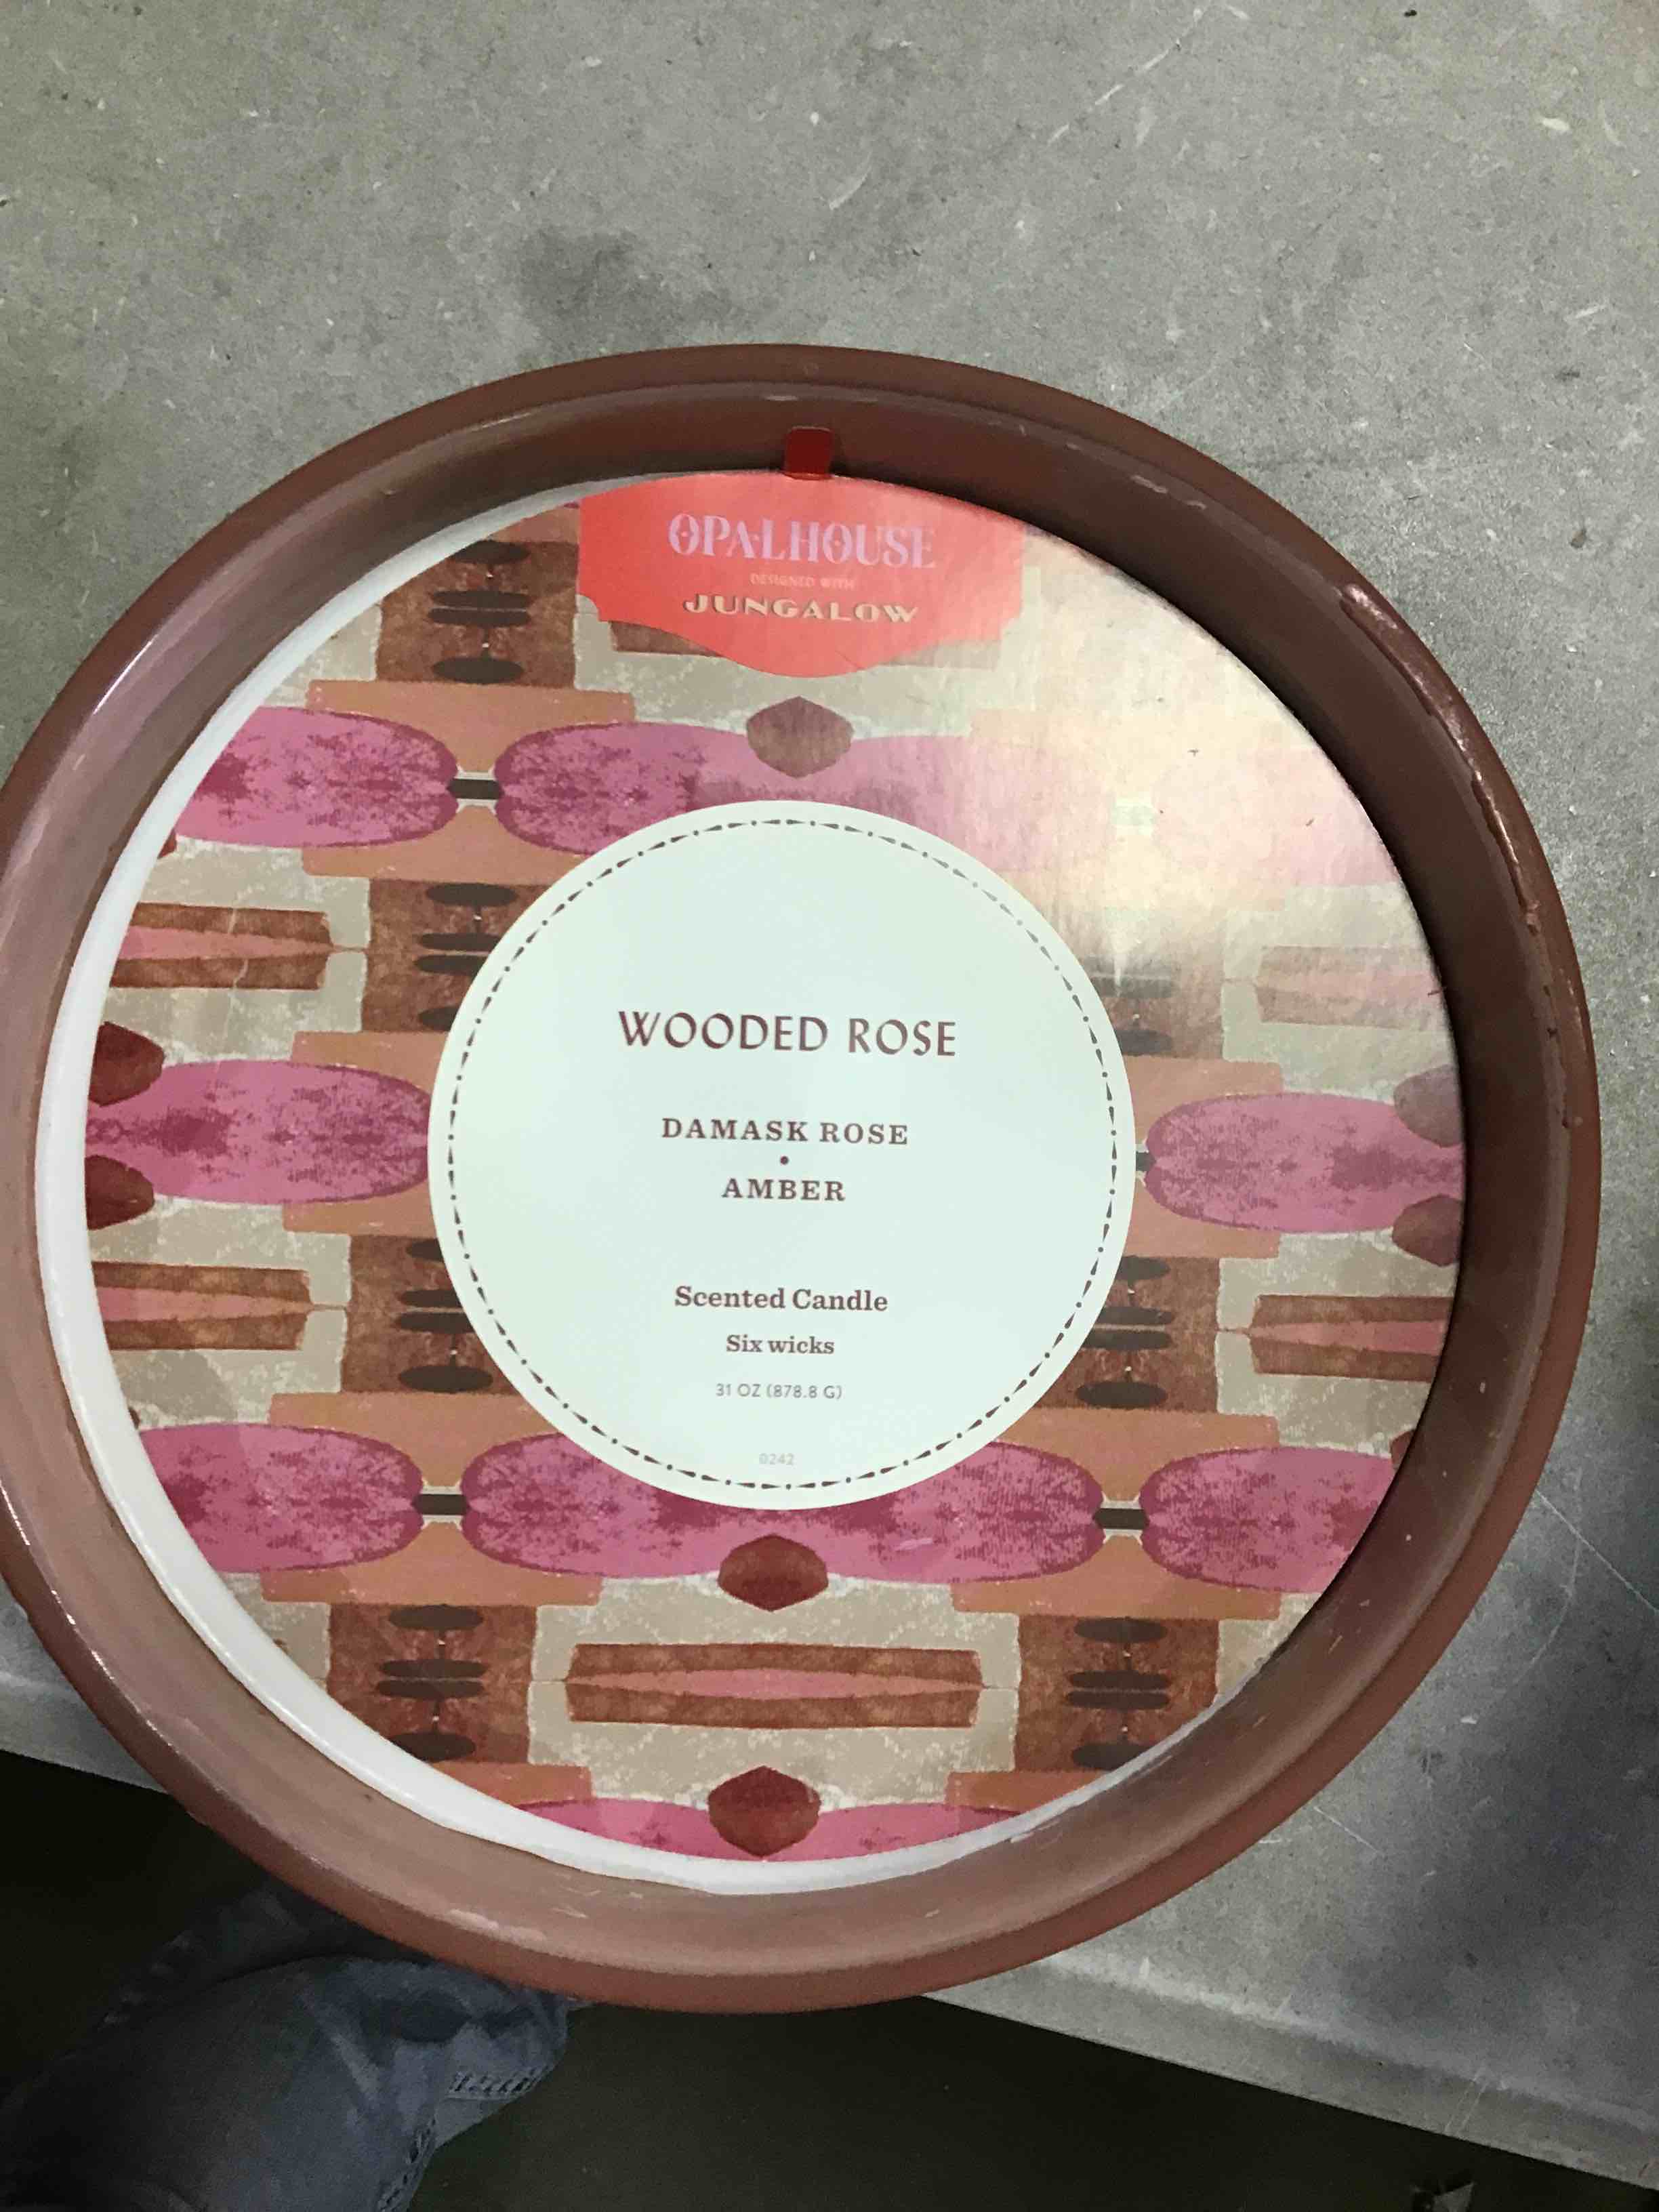 OPALHOUSE
DESIGNED WITH
JUNGALOW
WOODED ROSE
DAMASK ROSE
•
AMBER
Scented Candle
Six wicks
31 OZ (878.8 G)
0242